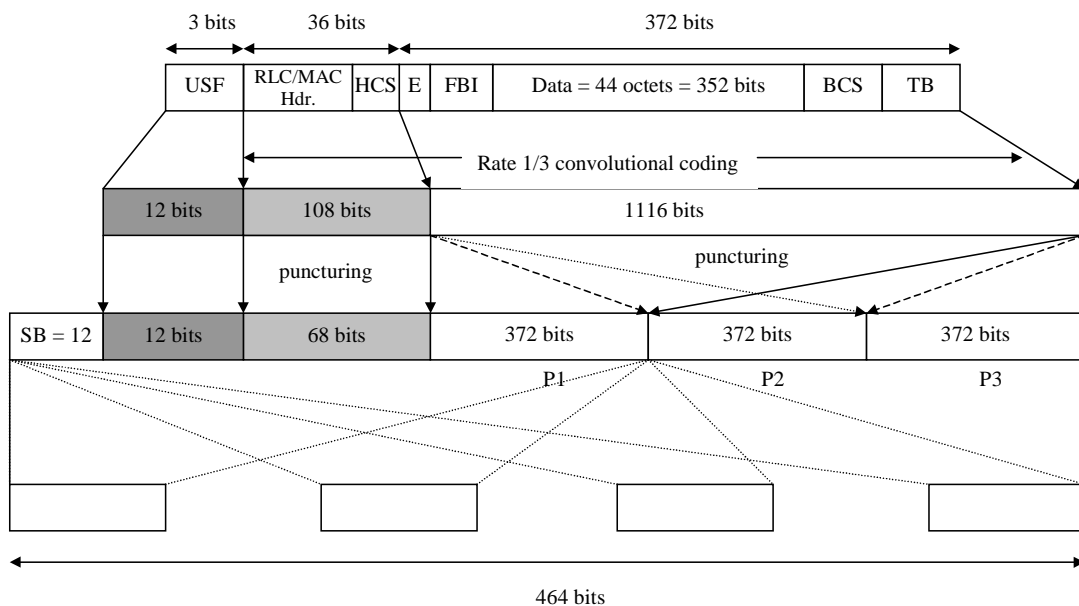 3 bits
36 bits
372 bits
USF
RLC/MAC
Hdr.
HCS
E
FBI
Data = 44 octets = 352 bits
BCS
TB
Rate 1/3 convolutional coding
12 bits
108 bits
1116 bits
puncturing
puncturing
SB = 12
12 bits
68 bits
372 bits
372 bits
372 bits
P1
P2
P3
464 bits